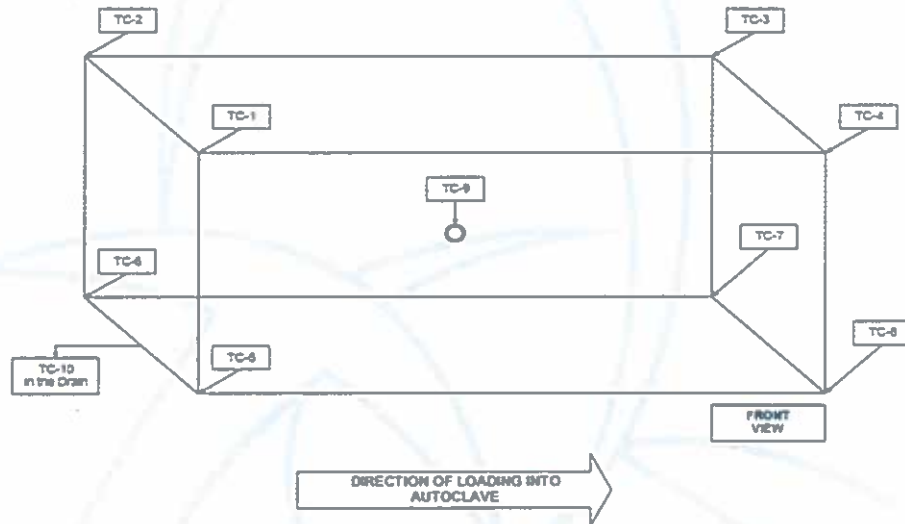 TC-2
TC-3
TC-1
TC-4
TC-9
TC-7
TC-6
TC-8
TC-10
in the Drain
TC-5
FRONT
VIEW
DIRECTION OF LOADING INTO
AUTOCLAVE